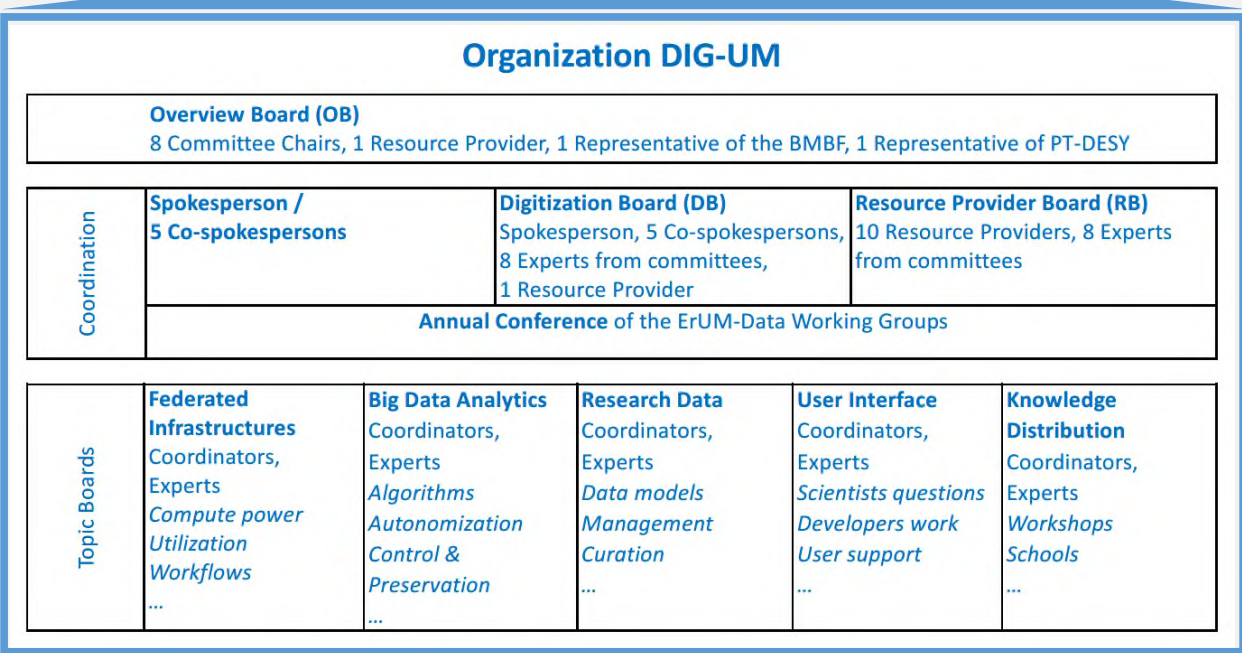 Organization DIG-UM
Overview Board (OB)
8 Committee Chairs, 1 Resource Provider, 1 Representative of the BMBF, 1 Representative of PT-DESY
Coordination
Spokesperson /
5 Co-spokespersons
Digitization Board (DB)
Spokesperson, 5 Co-spokespersons,
8 Experts from committees,
1 Resource Provider
Resource Provider Board (RB)
10 Resource Providers, 8 Experts
from committees
Annual Conference of the ErUM-Data Working Groups
Topic Boards
Federated
Infrastructures
Coordinators,
Experts
Compute power
Utilization
Workflows
...
Big Data Analytics
Coordinators,
Experts
Algorithms
Autonomization
Control &
Preservation
...
Research Data
Coordinators,
Experts
Data models
Management
Curation
...
User Interface
Coordinators,
Experts
Scientists questions
Developers work
User support
...
Knowledge
Distribution
Coordinators,
Experts
Workshops
Schools
...